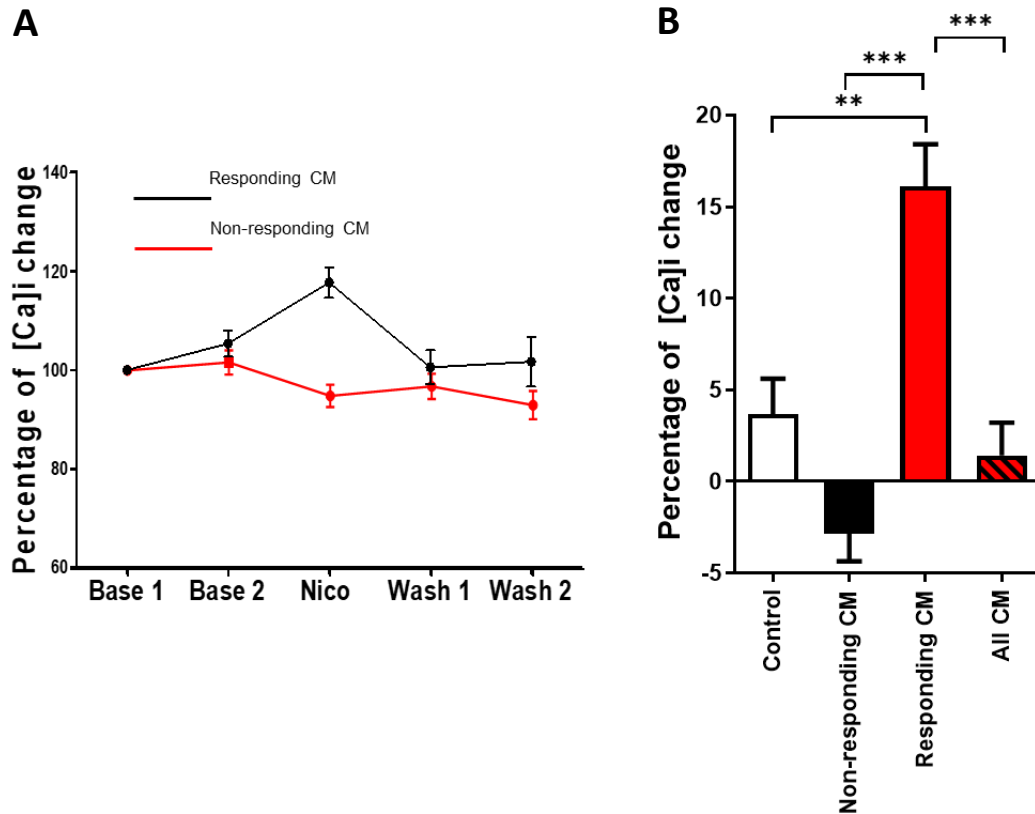 A
Percentage of [Ca]i change
140
120
100
80
60
Responding CM
Non-responding CM
Base 1 Base 2 Nico Wash 1 Wash 2
B
***
***
**
Percentage of [Ca]i change
20
15
10
5
0
-5
Control
Non-responding CM
Responding CM
All CM